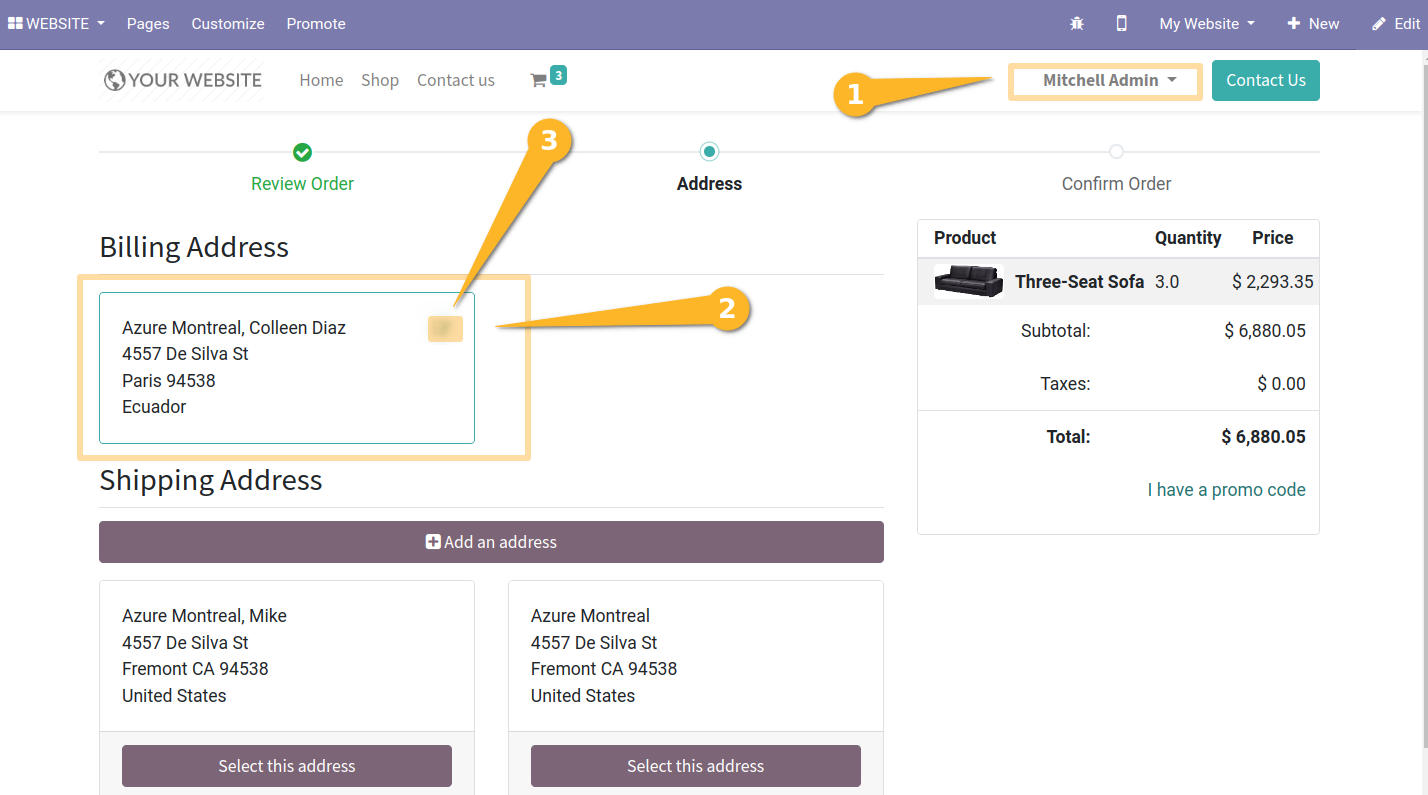 WEBSITE Pages Customize Promote My Website New Edit
YOUR WEBSITE Home Shop Contact us 3 1 Mitchell Admin Contact Us
3
Review Order Address Confirm Order
Billing Address
Product Quantity Price
Three-Seat Sofa 3.0 $ 2,293.35
2
Azure Montreal, Colleen Diaz
4557 De Silva St
Paris 94538
Ecuador
Subtotal: $ 6,880.05
Taxes: $ 0.00
Total: $ 6,880.05
I have a promo code
Shipping Address
Add an address
Azure Montreal, Mike
4557 De Silva St
Fremont CA 94538
United States
Select this address
Azure Montreal
4557 De Silva St
Fremont CA 94538
United States
Select this address